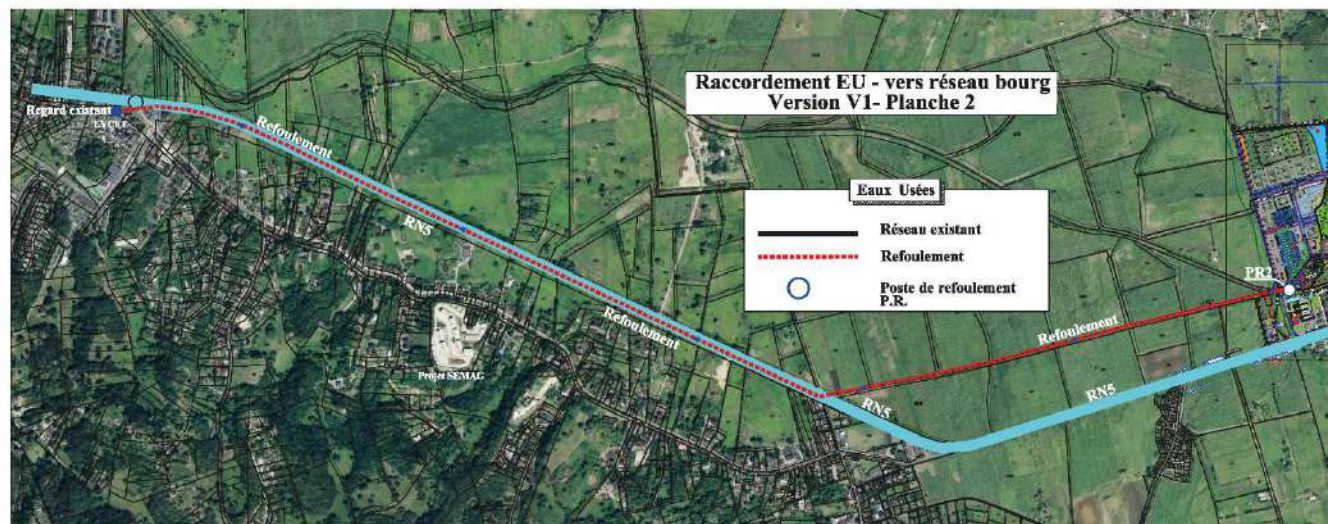 Raccordement EU - vers réseau bourg
Version V1- Planche 2
Regard existant
LYCEE
Refoulement
RN5
Eaux Usées
Réseau existant
Refoulement
Poste de refoulement
P.R.
PR2
Refoulement
Refoulement
Projet SEMAG
RN5
RN5